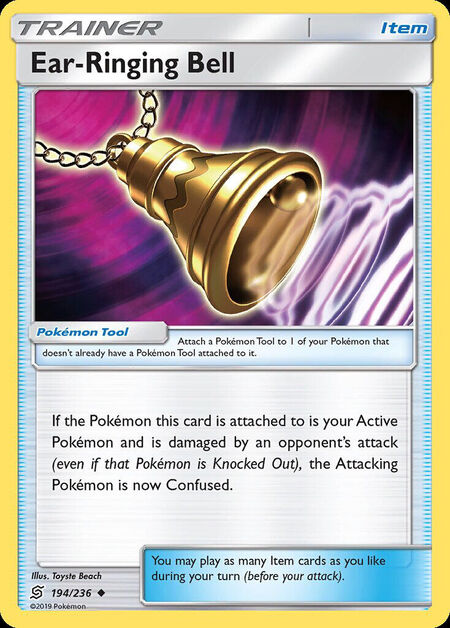 TRAINER Item
Ear-Ringing Bell
Pokémon Tool
Attach a Pokémon Tool to 1 of your Pokémon that
doesn't already have a Pokémon Tool attached to it.
If the Pokémon this card is attached to is your Active
Pokémon and is damaged by an opponent's attack
(even if that Pokémon is Knocked Out), the Attacking
Pokémon is now Confused.
You may play as many Item cards as you like
during your turn (before your attack).
Illus. Toyste Beach
194/236 ◆
©2019 Pokémon